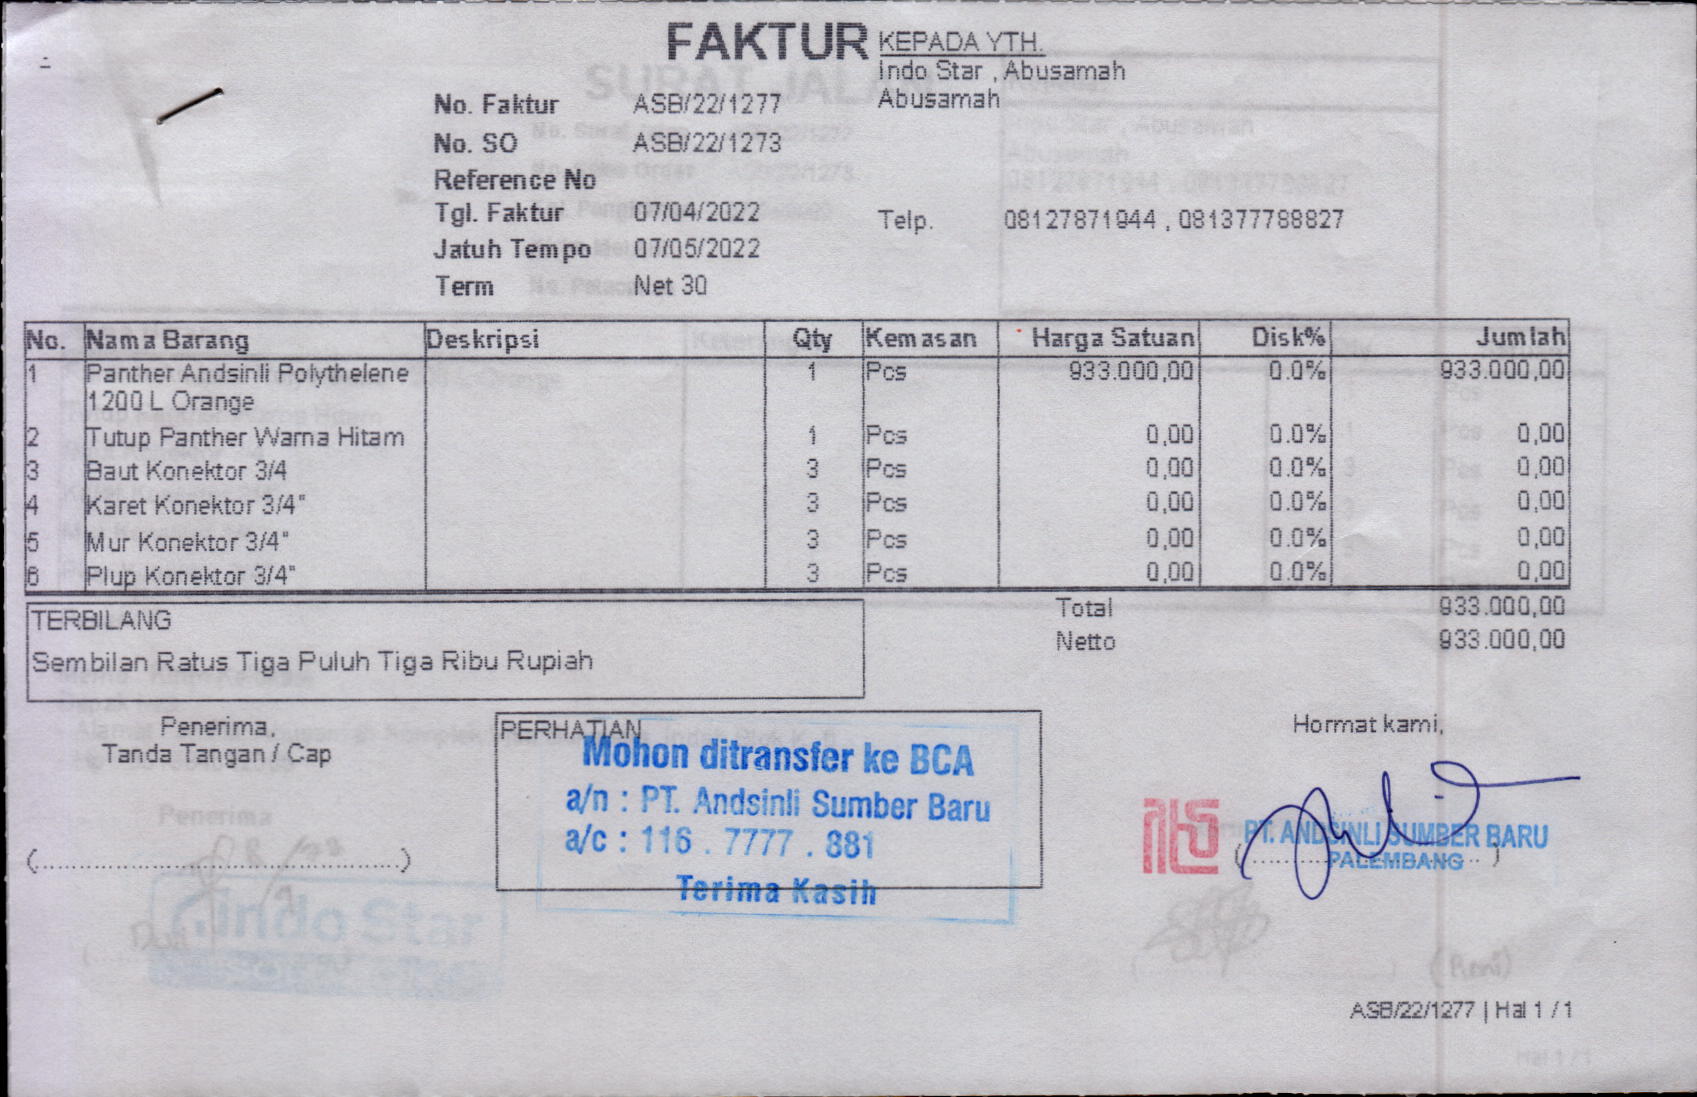 FAKTUR
KEPADA YTH.
Indo Star , Abusamah
Abusamah
No. Faktur ASB/22/1277
No. SO ASB/22/1273
Reference No
Tgl. Faktur 07/04/2022
Jatuh Tempo 07/05/2022
Term Net 30
Telp. 08127871944 , 081377788827
No. Nama Barang Deskripsi Qty Kemasan Harga Satuan Disk% Jumlah
1 Panther Andsinli Polythelene 1 Pcs 933.000,00 0.0% 933.000,00
1200 L Orange
2 Tutup Panther Warna Hitam 1 Pcs 0,00 0.0% 0,00
3 Baut Konektor 3/4 3 Pcs 0,00 0.0% 0,00
4 Karet Konektor 3/4" 3 Pcs 0,00 0.0% 0,00
5 Mur Konektor 3/4" 3 Pcs 0,00 0.0% 0,00
6 Plup Konektor 3/4" 3 Pcs 0,00 0.0% 0,00
Total 933.000,00
Netto 933.000,00
TERBILANG
Sembilan Ratus Tiga Puluh Tiga Ribu Rupiah
Penerima,
Tanda Tangan / Cap
(........................................)
PERHATIAN
Mohon ditransfer ke BCA
a/n : PT. Andsinli Sumber Baru
a/c : 116 . 7777 . 881
Terima Kasih
Hormat kami,
PT. ANDSINLI SUMBER BARU
PALEMBANG
SURAT JALAN
Penerima
Indo Star
(Roni)
ASB/22/1277 | Hal 1 / 1
Hal 1 / 1